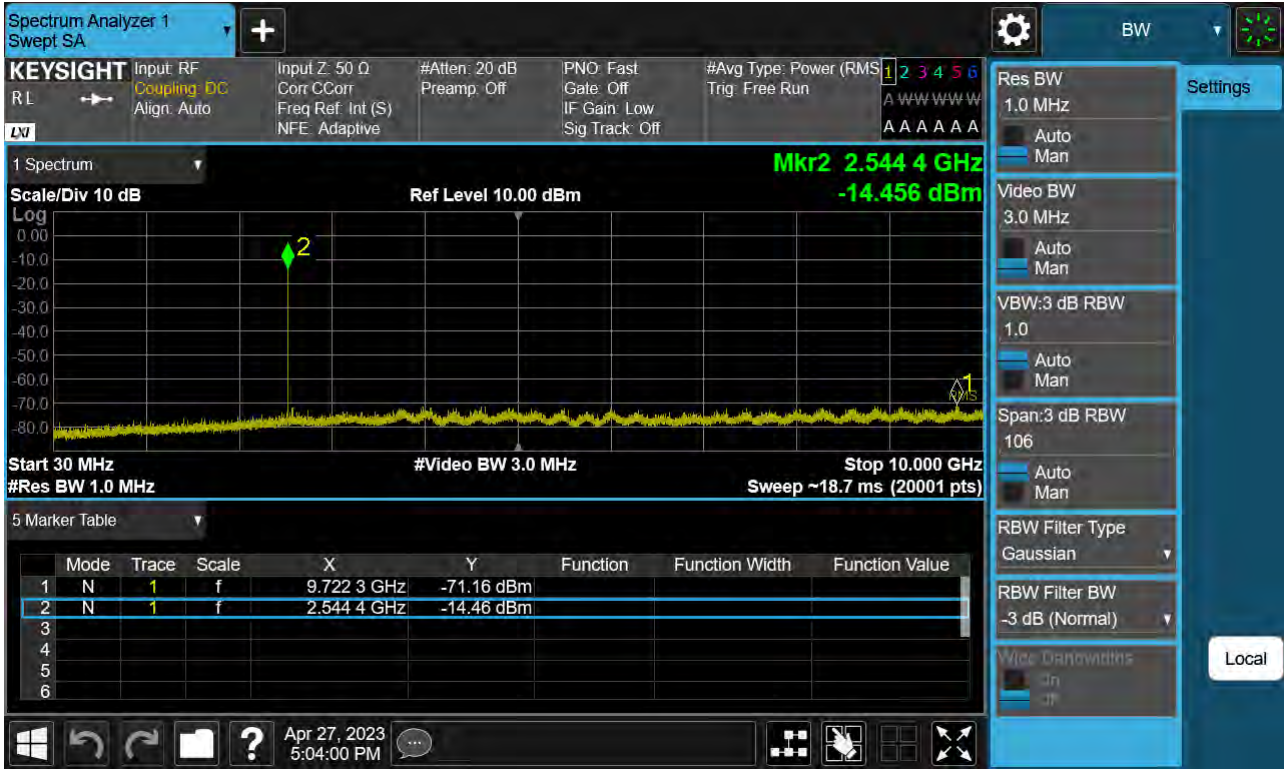 Spectrum Analyzer 1
Swept SA
BW
KEYSIGHT Input: RF Input Z: 50 Ω #Atten: 20 dB PNO: Fast #Avg Type: Power (RMS 1 2 3 4 5 6
RL Coupling: DC Corr CCorr Preamp: Off Gate: Off Trig: Free Run A W W W W W
Align: Auto Freq Ref: Int (S) IF Gain: Low
LXI NFE: Adaptive Sig Track: Off A A A A A A
1 Spectrum
Mkr2 2.544 4 GHz
Scale/Div 10 dB Ref Level 10.00 dBm -14.456 dBm
Log
0.00
-10.0
-20.0
-30.0
-40.0
-50.0
-60.0
-70.0
-80.0
2
1
RMS
Start 30 MHz #Video BW 3.0 MHz Stop 10.000 GHz
#Res BW 1.0 MHz Sweep ~18.7 ms (20001 pts)
5 Marker Table
Mode Trace Scale X Y Function Function Width Function Value
1 N 1 f 9.722 3 GHz -71.16 dBm
2 N 1 f 2.544 4 GHz -14.46 dBm
3
4
5
6
Res BW
1.0 MHz
Auto
Man
Video BW
3.0 MHz
Auto
Man
VBW:3 dB RBW
1.0
Auto
Man
Span:3 dB RBW
106
Auto
Man
RBW Filter Type
Gaussian
RBW Filter BW
-3 dB (Normal)
Settings
Local
?
Apr 27, 2023
5:04:00 PM